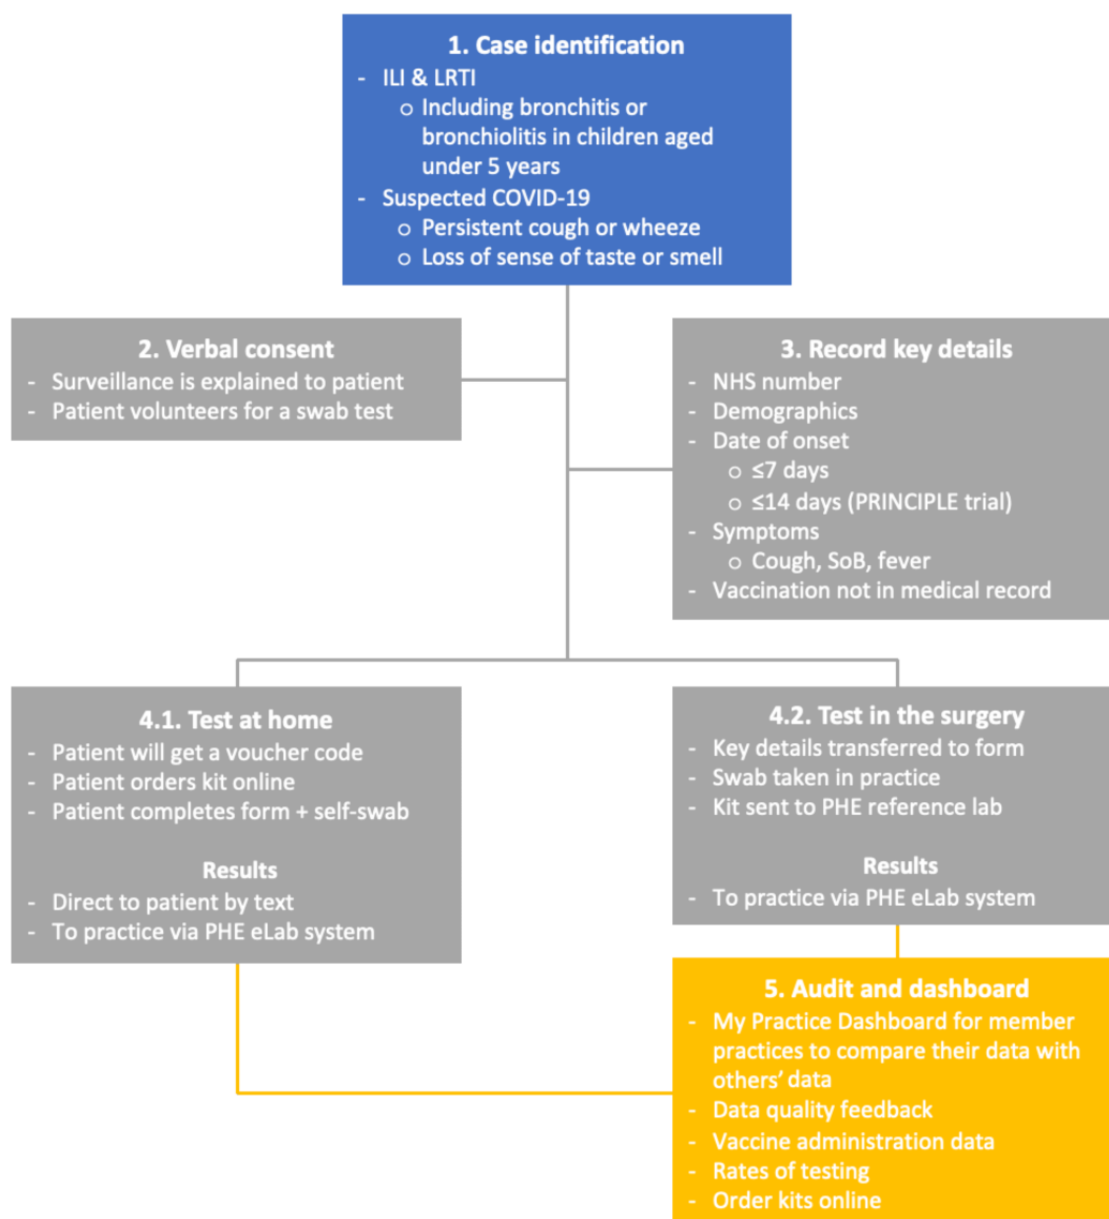 1. Case identification
- ILI & LRTI
o Including bronchitis or
bronchiolitis in children aged
under 5 years
- Suspected COVID-19
o Persistent cough or wheeze
o Loss of sense of taste or smell
2. Verbal consent
- Surveillance is explained to patient
- Patient volunteers for a swab test
3. Record key details
- NHS number
- Demographics
- Date of onset
o ≤7 days
o ≤14 days (PRINCIPLE trial)
- Symptoms
o Cough, SoB, fever
- Vaccination not in medical record
4.1. Test at home
- Patient will get a voucher code
- Patient orders kit online
- Patient completes form + self-swab
Results
- Direct to patient by text
- To practice via PHE eLab system
4.2. Test in the surgery
- Key details transferred to form
- Swab taken in practice
- Kit sent to PHE reference lab
Results
- To practice via PHE eLab system
5. Audit and dashboard
- My Practice Dashboard for member
practices to compare their data with
others' data
- Data quality feedback
- Vaccine administration data
- Rates of testing
- Order kits online